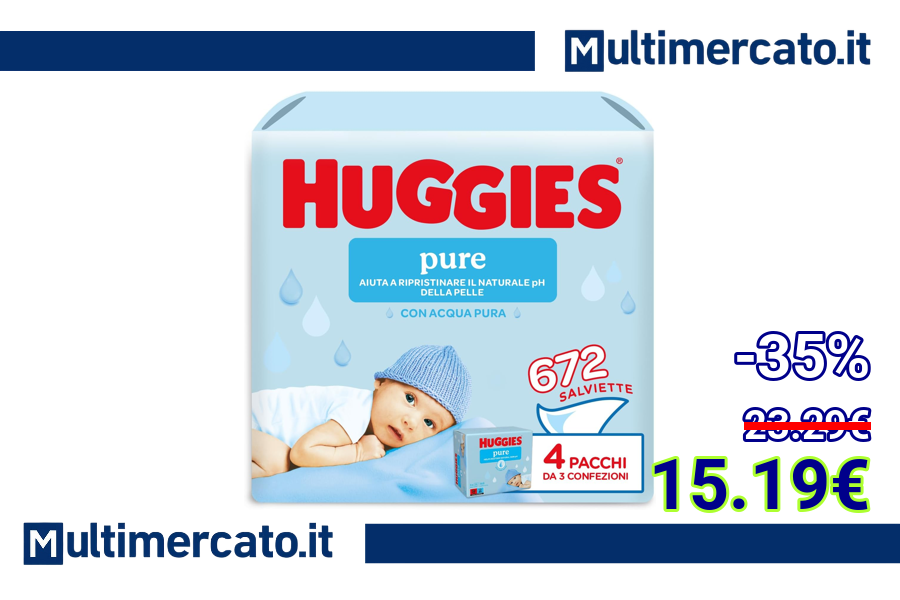 Multimercato.it
HUGGIES®
pure
AIUTA A RIPRISTINARE IL NATURALE pH
DELLA PELLE
CON ACQUA PURA
672
SALVIETTE
HUGGIES
pure
4 PACCHI
DA 3 CONFEZIONI
-35%
23.29€
15.19€
Multimercato.it